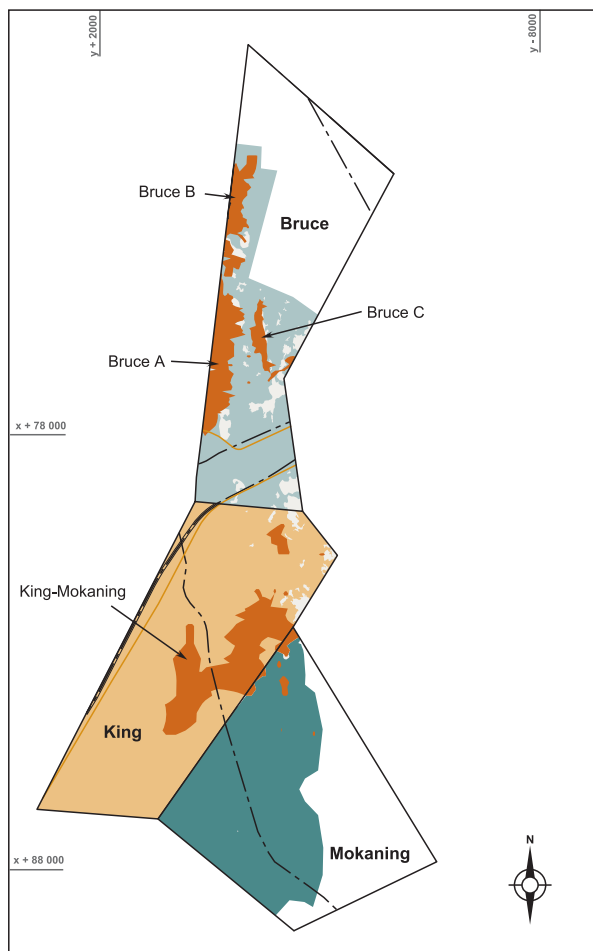 y + 2000
y - 8000
Bruce B
Bruce
Bruce C
Bruce A
x + 78 000
King-Mokaning
King
Mokaning
x + 88 000
N